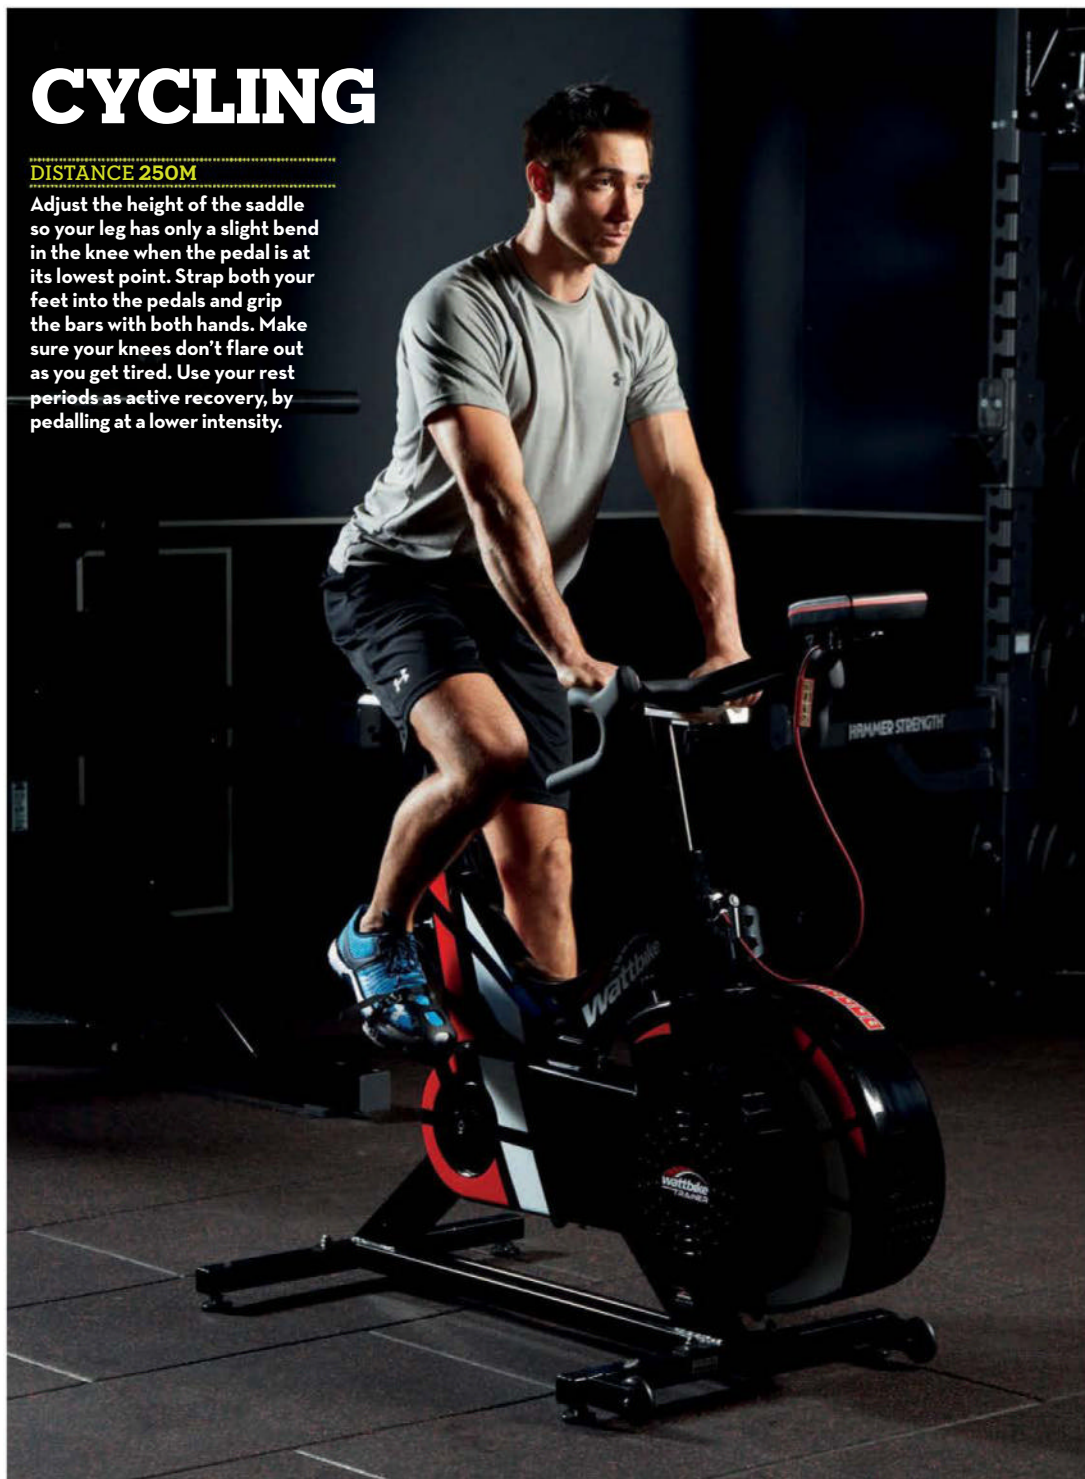 CYCLING
DISTANCE 250M
Adjust the height of the saddle
so your leg has only a slight bend
in the knee when the pedal is at
its lowest point. Strap both your
feet into the pedals and grip
the bars with both hands. Make
sure your knees don't flare out
as you get tired. Use your rest
periods as active recovery, by
pedalling at a lower intensity.
HAMMER STRENGTH
wattbike
wattbike
TRAINER